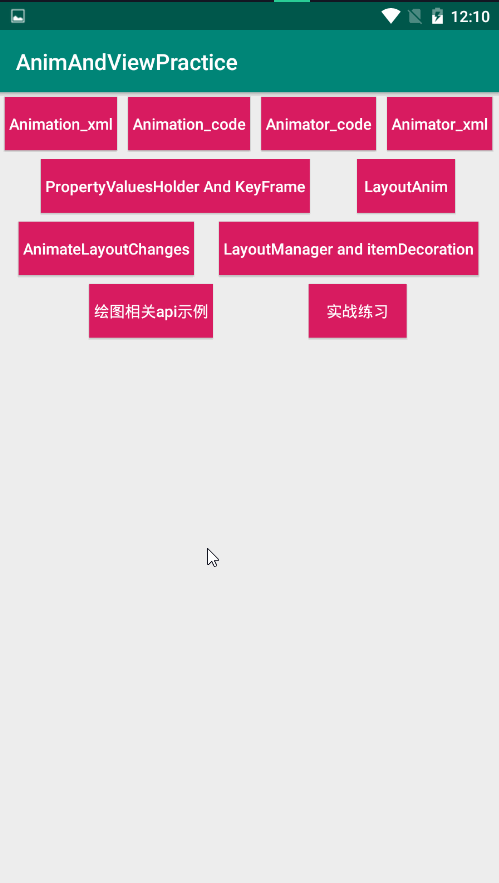 12:10
AnimAndViewPractice
Animation_xml Animation_code Animator_code Animator_xml
PropertyValuesHolder And KeyFrame LayoutAnim
AnimateLayoutChanges LayoutManager and itemDecoration
绘图相关api示例 实战练习